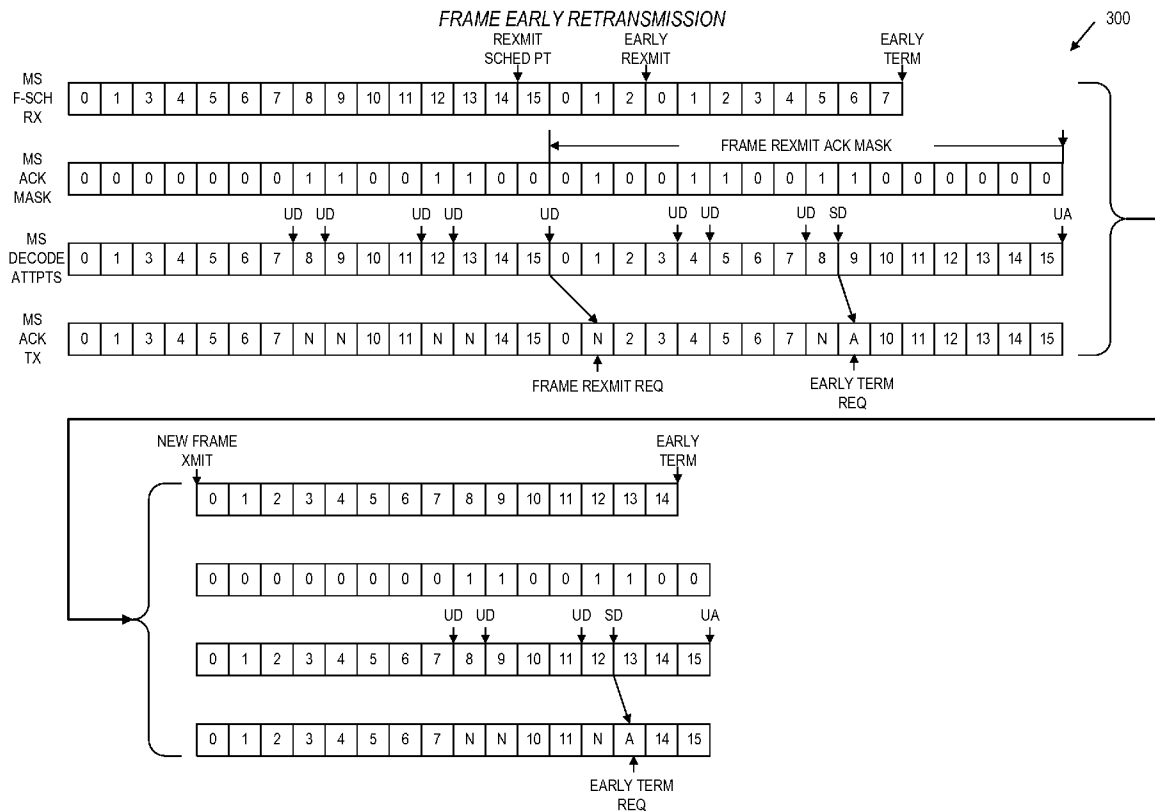 FRAME EARLY RETRANSMISSION
300
REXMIT SCHED PT
EARLY REXMIT
EARLY TERM
MS F-SCH RX
0 1 3 4 5 6 7 8 9 10 11 12 13 14 15 0 1 2 0 1 2 3 4 5 6 7
FRAME REXMIT ACK MASK
MS ACK MASK
0 0 0 0 0 0 0 1 1 0 0 1 1 0 0 0 1 0 0 1 1 0 0 1 1 0 0 0 0 0 0
UD UD UD UD UD UD UD UD SD UA
MS DECODE ATTPTS
0 1 3 4 5 6 7 8 9 10 11 12 13 15 0 1 2 3 4 5 7 8 9 10 11 12 13 14 15
MS ACK TX
0 1 3 4 5 6 7 N N 10 11 N N 14 15 0 N 2 3 4 5 6 7 N A 10 11 12 13 14 15
FRAME REXMIT REQ
EARLY TERM REQ
NEW FRAME XMIT
EARLY TERM
0 1 2 3 4 5 6 7 8 9 10 11 12 13 14
0 0 0 0 0 0 0 0 1 1 0 0 1 1 0 0
UD UD UD SD UA
0 1 2 3 4 5 6 7 8 9 10 11 12 13 14 15
0 1 2 3 4 5 6 7 N N 10 11 N A 14 15
EARLY TERM REQ